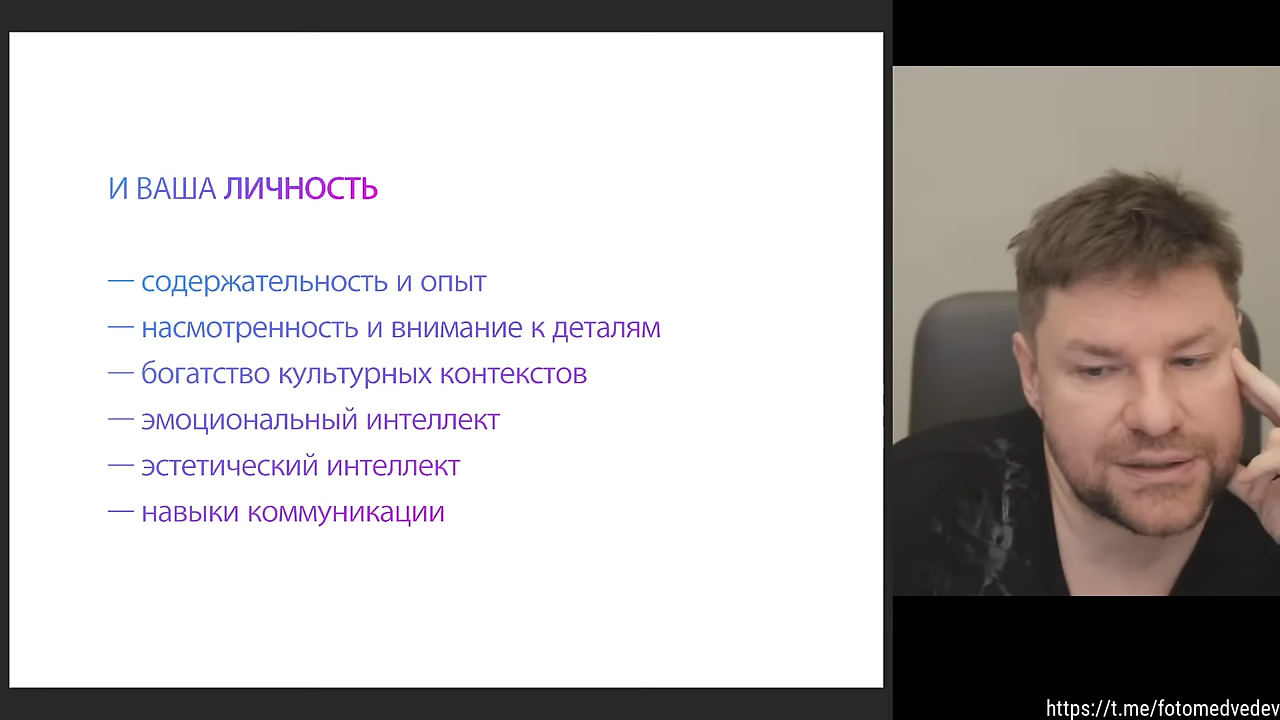 И ВАША ЛИЧНОСТЬ
— содержательность и опыт
— насмотренность и внимание к деталям
— богатство культурных контекстов
— эмоциональный интеллект
— эстетический интеллект
— навыки коммуникации
https://t.me/fotomedvedev